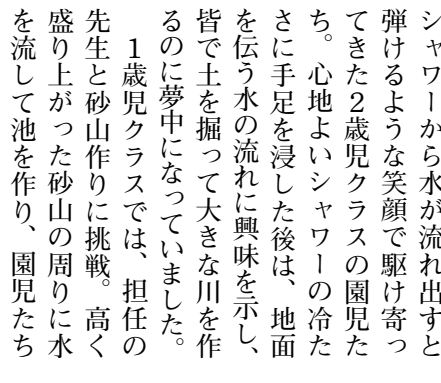 シャワーから水が流れ出すと
弾けるような笑顔で駆け寄っ
てきた２歳児クラスの園児た
ち。心地よいシャワーの冷た
さに手足を浸した後は、地面
を伝う水の流れに興味を示し、
皆で土を掘って大きな川を作
るのに夢中になっていました。
　１歳児クラスでは、担任の
先生と砂山作りに挑戦。高く
盛り上がった砂山の周りに水
を流して池を作り、園児たち